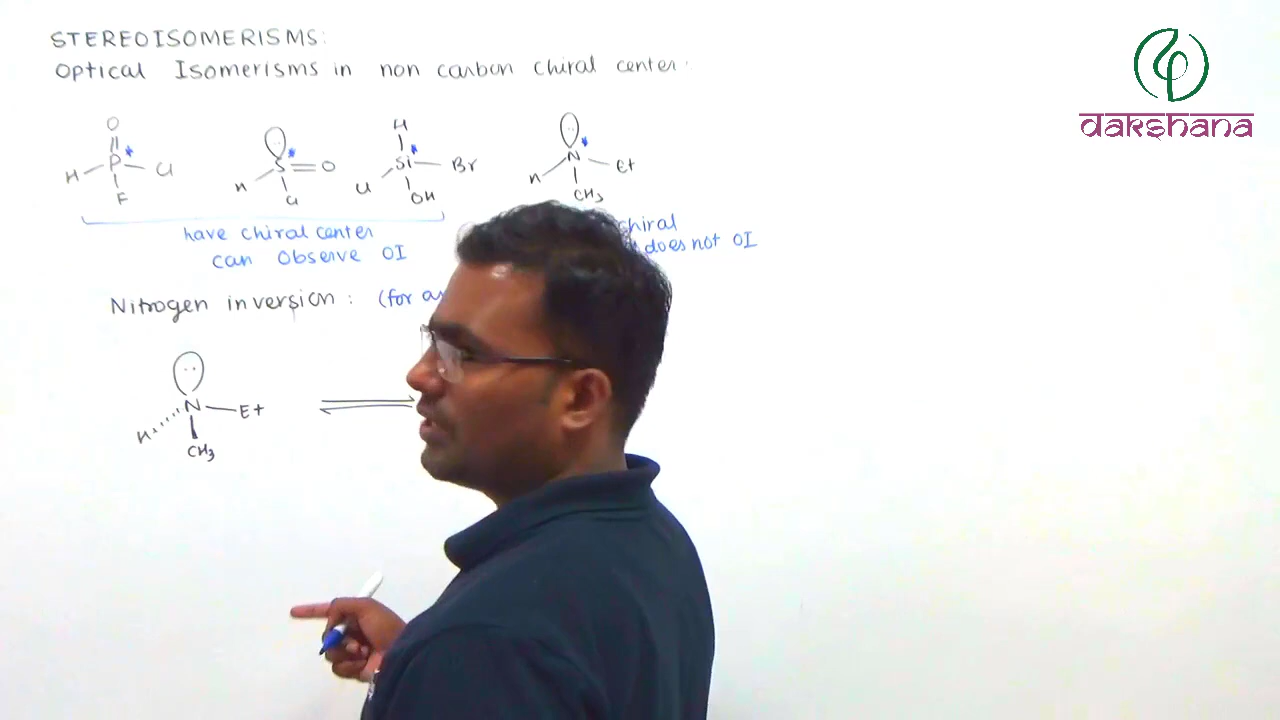 STEREOISOMERISMS:
Optical Isomerisms in non carbon chiral center:
dakshana
O
H P * Cl
F
S * O
H Cl
H
Si * Br
Cl OH
N *
H Et
CH3
have chiral center
can observe OI
chiral
does not OI
Nitrogen inversion: (for
N Et
H
CH3